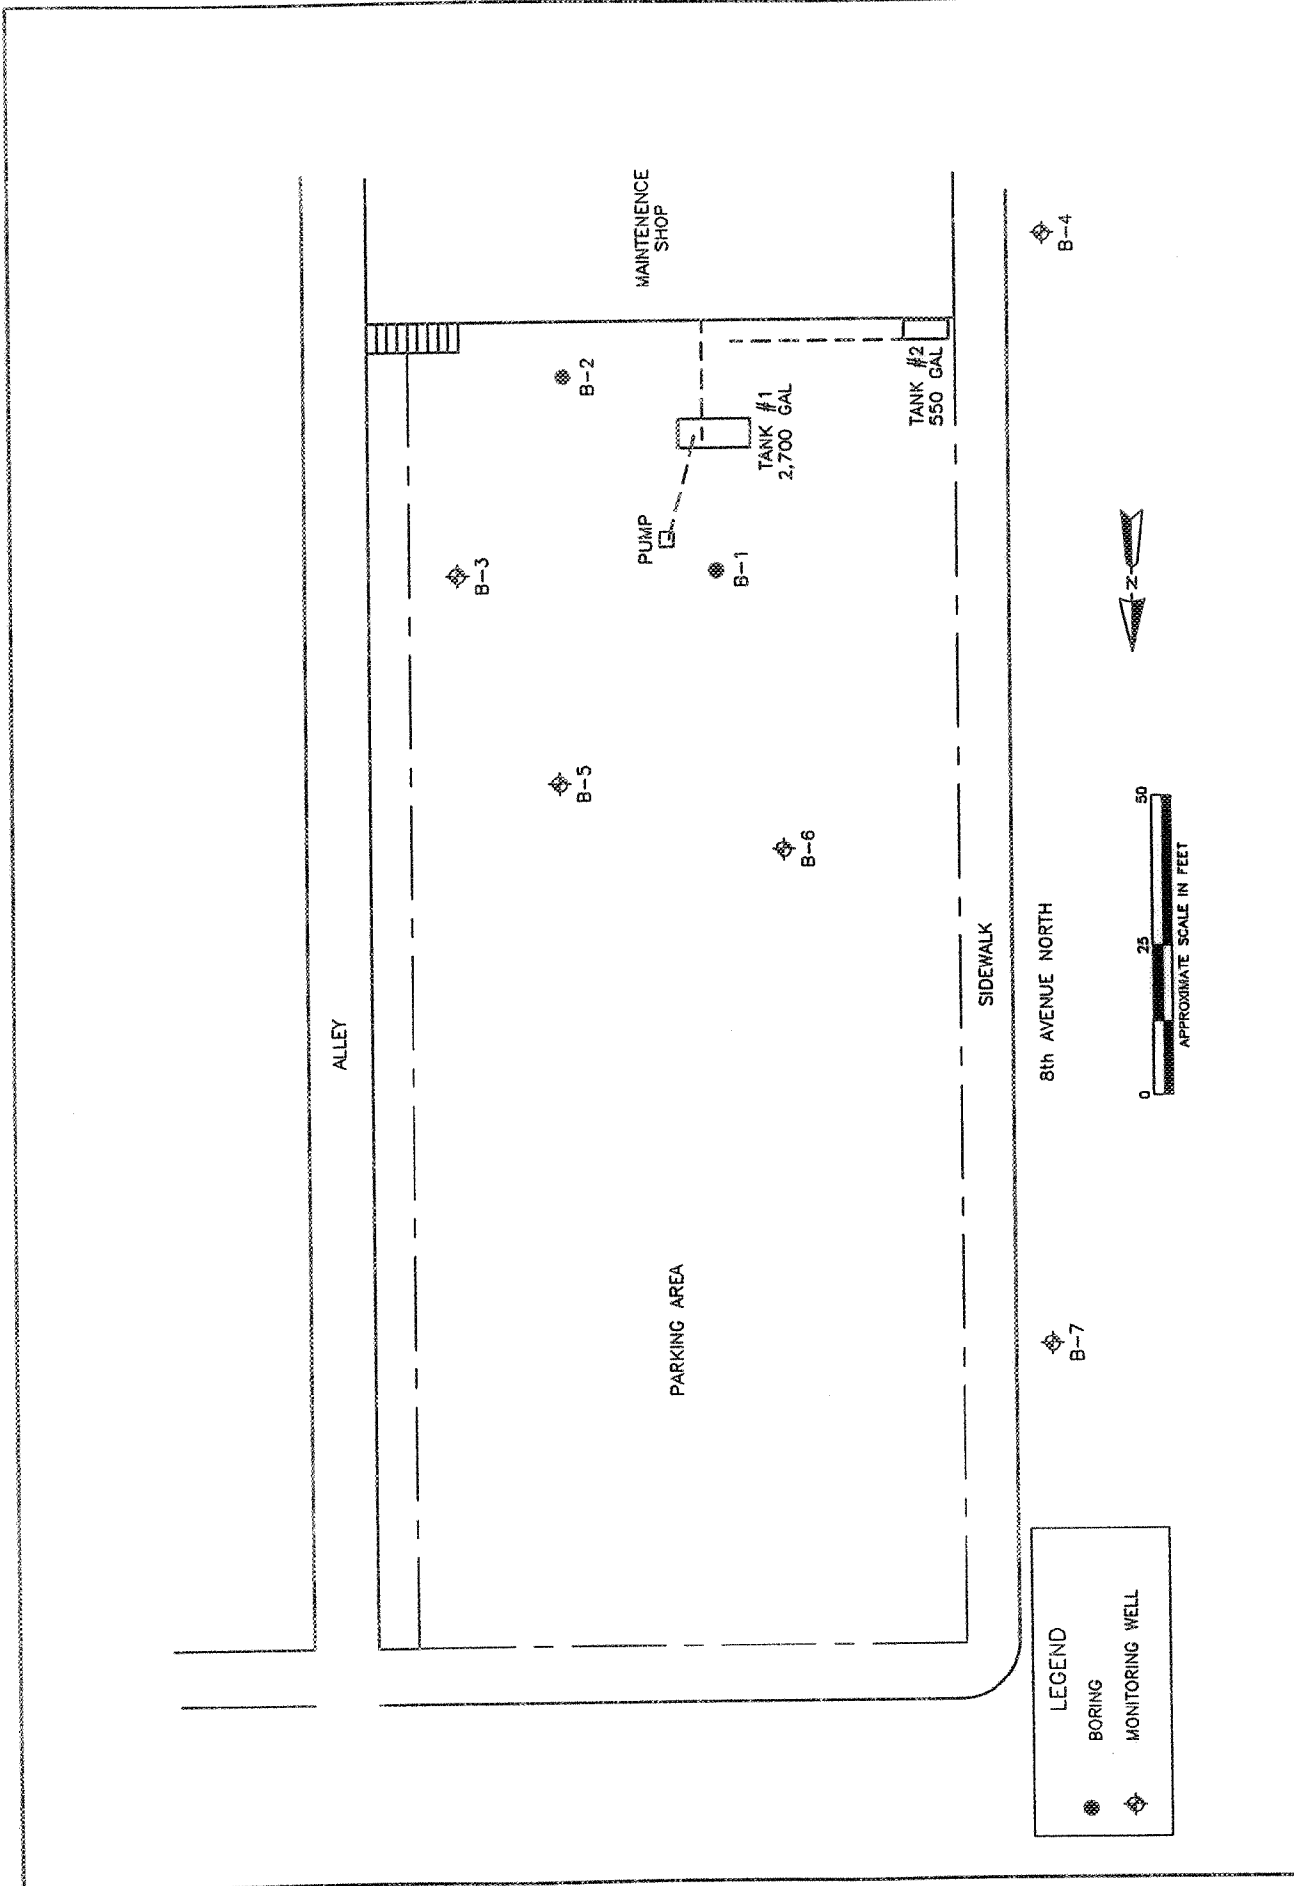 ALLEY
MAINTENENCE
SHOP
B-2
B-3
PUMP
TANK #1
2,700 GAL
TANK #2
550 GAL
B-1
B-4
B-5
B-6
PARKING AREA
SIDEWALK
8th AVENUE NORTH
B-7
N
0 25 50
APPROXIMATE SCALE IN FEET
LEGEND
BORING
MONITORING WELL